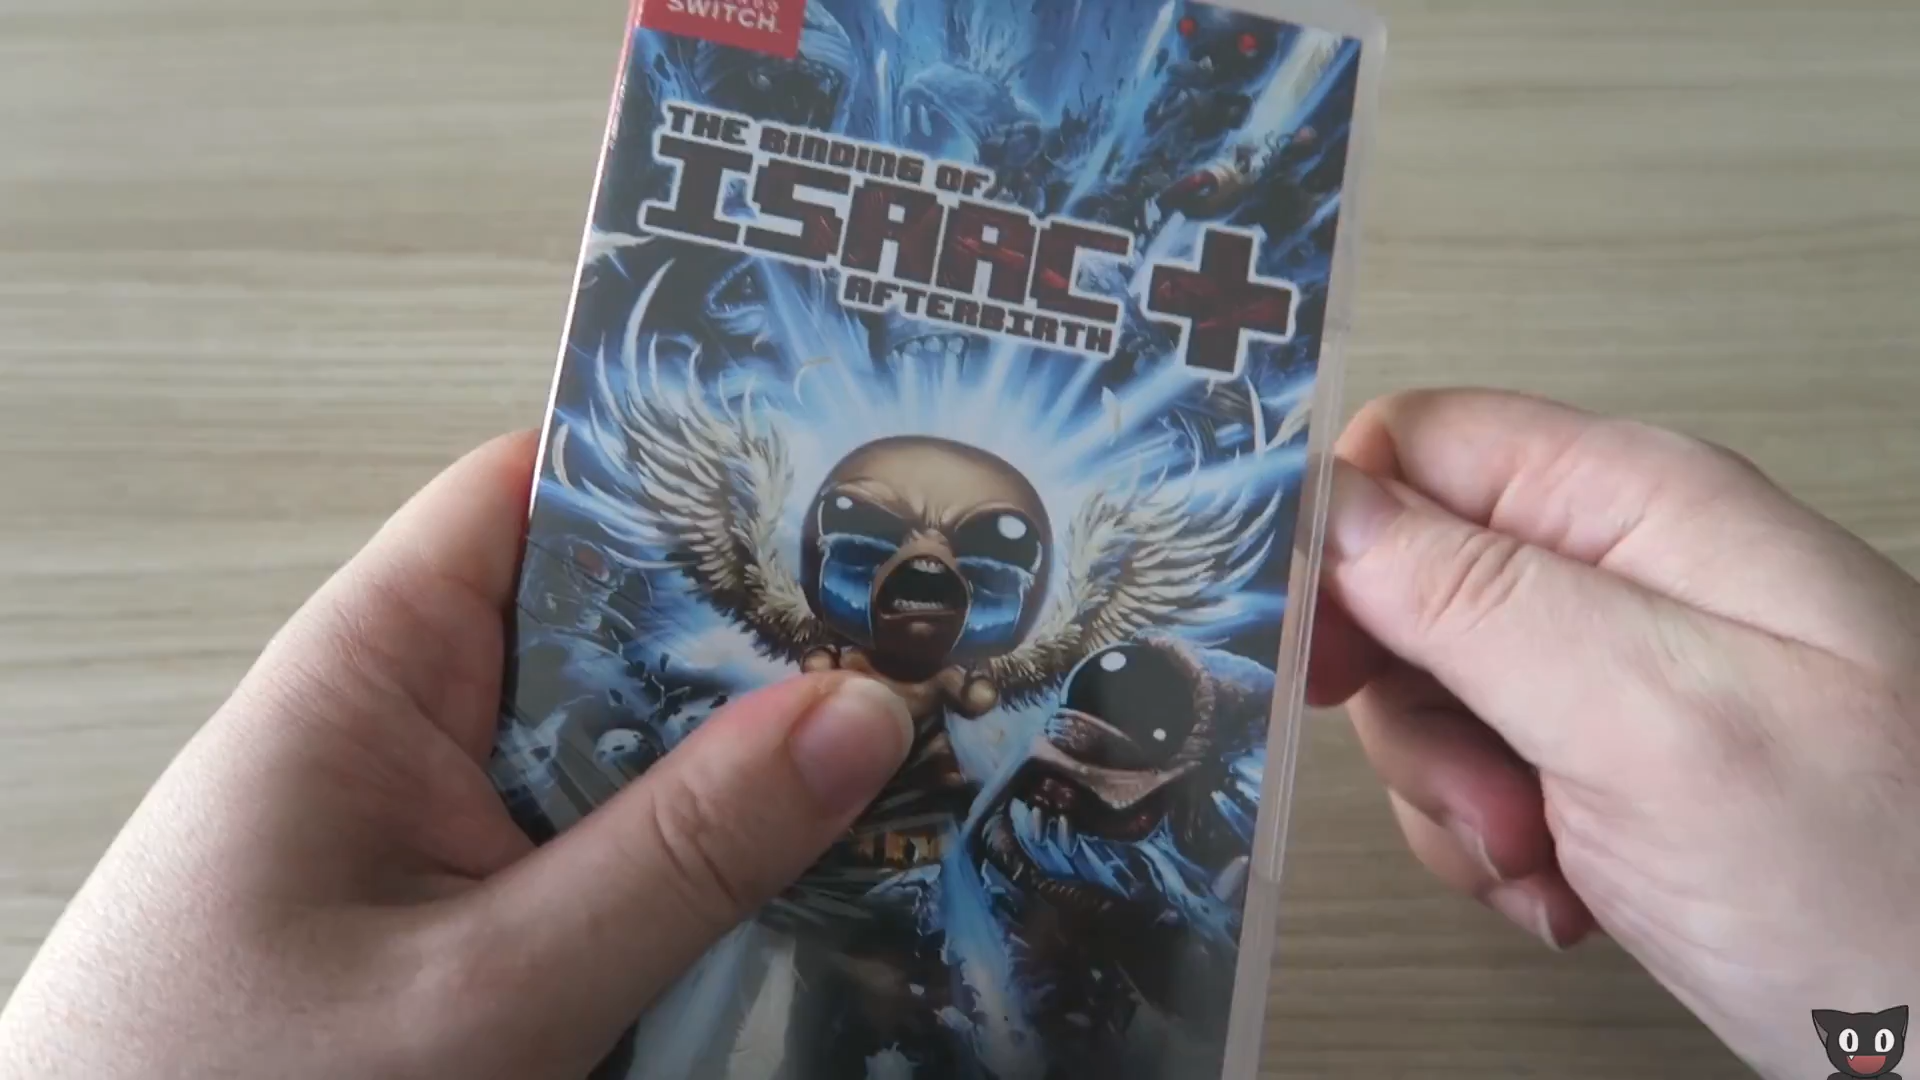 SWITCH
THE BINDING OF
ISAAC +
AFTERBIRTH